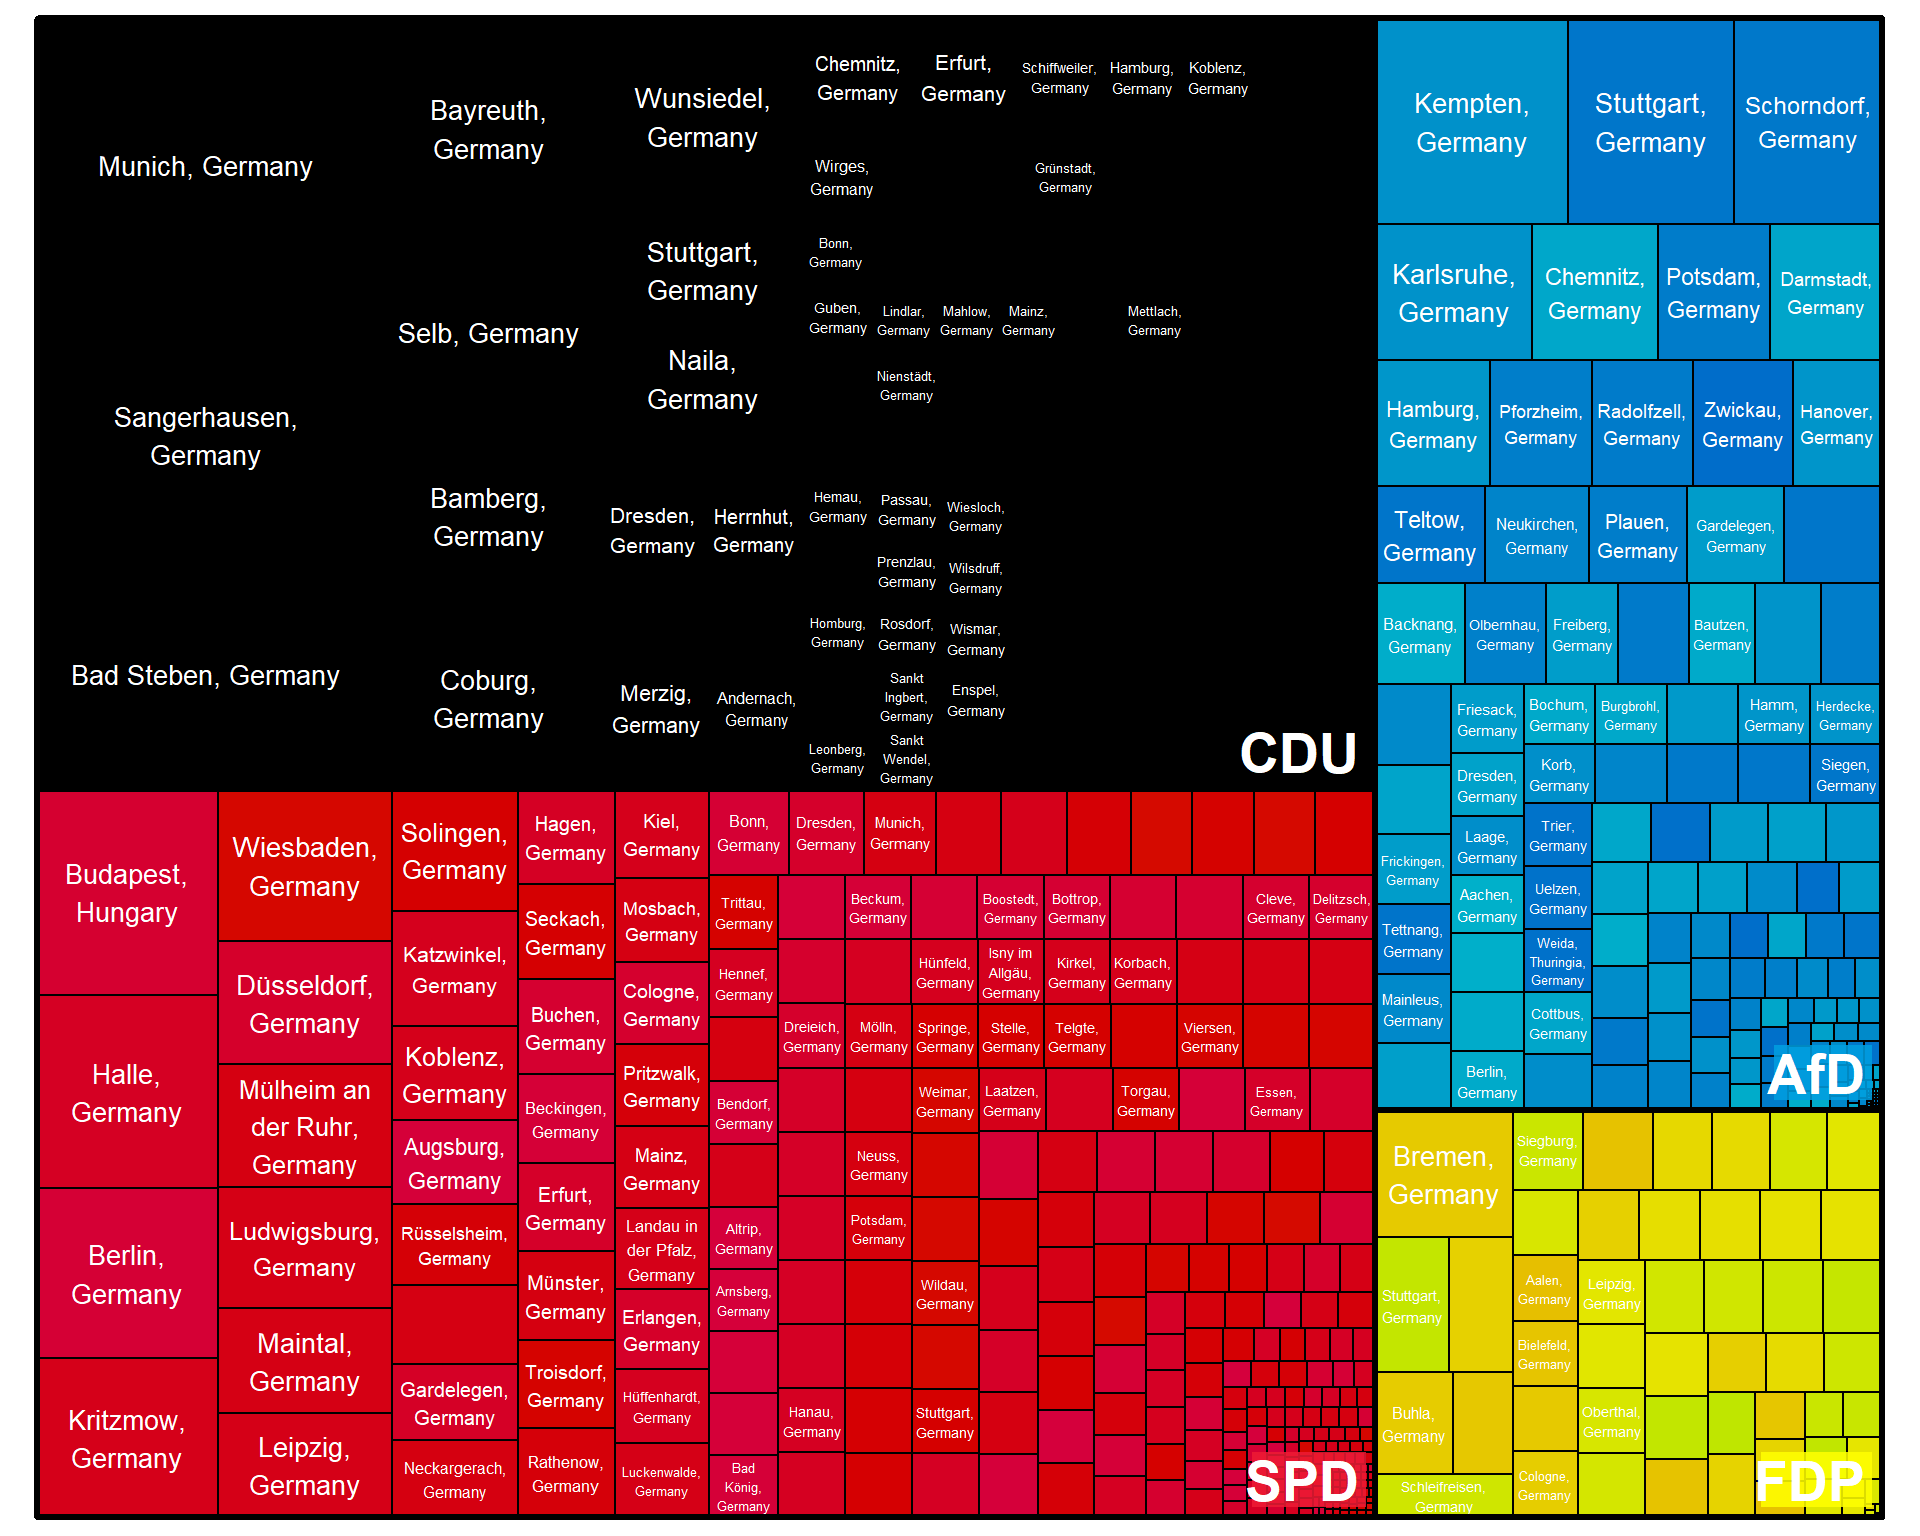 Munich, Germany
Sangerhausen,
Germany
Bad Steben, Germany
Bayreuth,
Germany
Selb, Germany
Bamberg,
Germany
Coburg,
Germany
Wunsiedel,
Germany
Stuttgart,
Germany
Naila,
Germany
Dresden,
Germany
Herrnhut,
Germany
Merzig,
Germany
Andernach,
Germany
Chemnitz,
Germany
Erfurt,
Germany
Schiffweiler,
Germany
Hamburg,
Germany
Koblenz,
Germany
Wirges,
Germany
Grünstadt,
Germany
Bonn,
Germany
Guben,
Germany
Lindlar,
Germany
Mahlow,
Germany
Mainz,
Germany
Mettlach,
Germany
Nienstädt,
Germany
Hemau,
Germany
Passau,
Germany
Wiesloch,
Germany
Prenzlau,
Germany
Wilsdruff,
Germany
Homburg,
Germany
Rosdorf,
Germany
Wismar,
Germany
Sankt
Ingbert,
Germany
Enspel,
Germany
Leonberg,
Germany
Sankt
Wendel,
Germany
CDU
Budapest,
Hungary
Halle,
Germany
Berlin,
Germany
Kritzmow,
Germany
Wiesbaden,
Germany
Düsseldorf,
Germany
Mülheim an
der Ruhr,
Germany
Ludwigsburg,
Germany
Maintal,
Germany
Leipzig,
Germany
Solingen,
Germany
Katzwinkel,
Germany
Koblenz,
Germany
Augsburg,
Germany
Rüsselsheim,
Germany
Gardelegen,
Germany
Neckargerach,
Germany
Hagen,
Germany
Seckach,
Germany
Buchen,
Germany
Beckingen,
Germany
Erfurt,
Germany
Münster,
Germany
Troisdorf,
Germany
Rathenow,
Germany
Kiel,
Germany
Mosbach,
Germany
Cologne,
Germany
Pritzwalk,
Germany
Mainz,
Germany
Landau in
der Pfalz,
Germany
Erlangen,
Germany
Hüffenhardt,
Germany
Luckenwalde,
Germany
Bonn,
Germany
Dresden,
Germany
Munich,
Germany
Trittau,
Germany
Hennef,
Germany
Bendorf,
Germany
Altrip,
Germany
Arnsberg,
Germany
Bad
König,
Germany
Beckum,
Germany
Boostedt,
Germany
Bottrop,
Germany
Cleve,
Germany
Delitzsch,
Germany
Hünfeld,
Germany
Isny im
Allgäu,
Germany
Kirkel,
Germany
Korbach,
Germany
Dreieich,
Germany
Mölln,
Germany
Springe,
Germany
Stelle,
Germany
Telgte,
Germany
Viersen,
Germany
Weimar,
Germany
Laatzen,
Germany
Torgau,
Germany
Essen,
Germany
Neuss,
Germany
Potsdam,
Germany
Wildau,
Germany
Hanau,
Germany
Stuttgart,
Germany
SPD
Kempten,
Germany
Stuttgart,
Germany
Schorndorf,
Germany
Karlsruhe,
Germany
Chemnitz,
Germany
Potsdam,
Germany
Darmstadt,
Germany
Hamburg,
Germany
Pforzheim,
Germany
Radolfzell,
Germany
Zwickau,
Germany
Hanover,
Germany
Teltow,
Germany
Neukirchen,
Germany
Plauen,
Germany
Gardelegen,
Germany
Backnang,
Germany
Olbernhau,
Germany
Freiberg,
Germany
Bautzen,
Germany
Friesack,
Germany
Bochum,
Germany
Burgbrohl,
Germany
Hamm,
Germany
Herdecke,
Germany
Dresden,
Germany
Korb,
Germany
Siegen,
Germany
Frickingen,
Germany
Laage,
Germany
Trier,
Germany
Tettnang,
Germany
Aachen,
Germany
Uelzen,
Germany
Weida,
Thuringia,
Germany
Mainleus,
Germany
Cottbus,
Germany
Berlin,
Germany
AfD
Bremen,
Germany
Siegburg,
Germany
Stuttgart,
Germany
Aalen,
Germany
Leipzig,
Germany
Bielefeld,
Germany
Buhla,
Germany
Oberthal,
Germany
Schleifreisen,
Germany
Cologne,
Germany
FDP